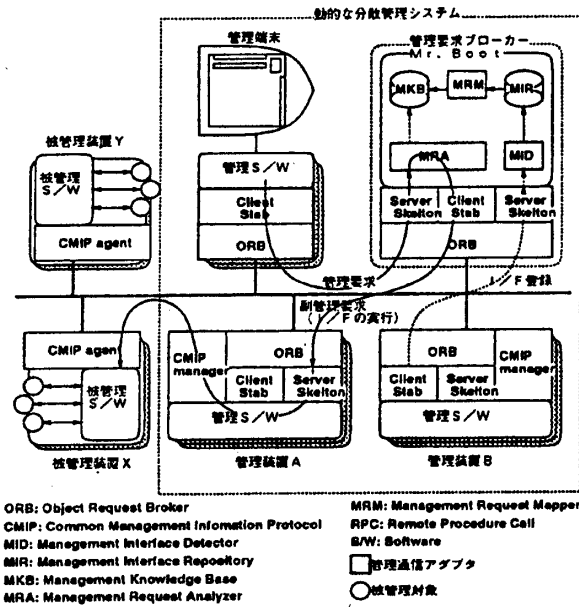 動的な分散管理システム
管理端末
管理要求ブローカー
Mr. Boot
MKB
MRM
MIR
MRA
MID
被管理装置Y
被管理
S/W
CMIP agent
管理S/W
Client
Stab
ORB
Server
Skelton
Client
Stab
Server
Skelton
ORB
管理要求
I/F登録
副管理要求
(I/Fの実行)
CMIP agent
被管理
S/W
被管理装置X
CMIP
manager
ORB
Client
Stab
Server
Skelton
管理S/W
管理装置A
ORB
CMIP
manager
Client
Stab
Server
Skelton
管理S/W
管理装置B
ORB: Object Request Broker
CMIP: Common Management Infomation Protocol
MID: Management Interface Detector
MIR: Management Interface Repository
MKB: Management Knowledge Base
MRA: Management Request Analyzer
MRM: Management Request Mapper
RPC: Remote Procedure Call
S/W: Software
管理通信アダプタ
被管理対象